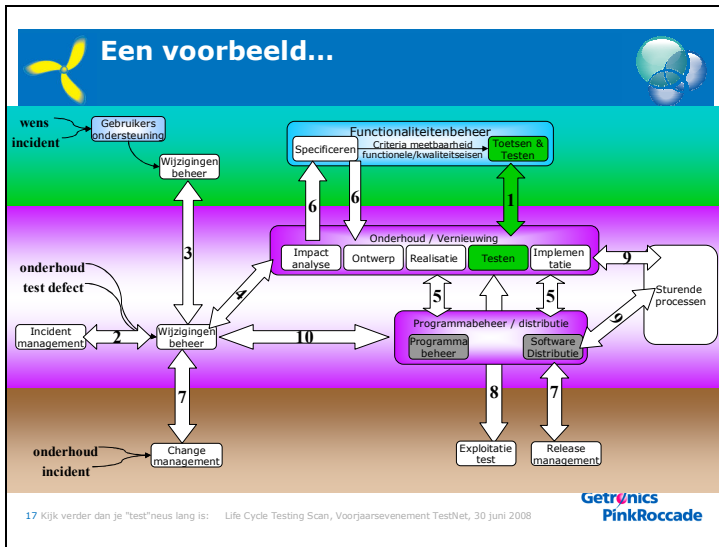 Een voorbeeld...
wens
incident
Gebruikers
ondersteuning
Wijzigingen
beheer
Functionaliteitenbeheer
Specificeren
Criteria meetbaarheid
functionele/kwaliteitseisen
Toetsen &
Testen
6
6
1
3
Onderhoud / Vernieuwing
Impact
analyse
Ontwerp
Realisatie
Testen
Implemen
tatie
9
Sturende
processen
onderhoud
test defect
4
5
5
9
Incident
management
2
Wijzigingen
beheer
10
Programmabeheer / distributie
Programma
beheer
Software
Distributie
7
8
7
onderhoud
incident
Change
management
Exploitatie
test
Release
management
17 Kijk verder dan je "test"neus lang is: Life Cycle Testing Scan, Voorjaarsevenement TestNet, 30 juni 2008
Getronics
PinkRoccade